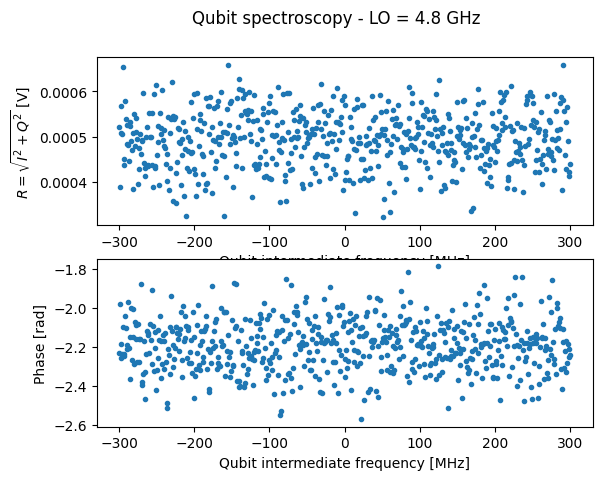 Qubit spectroscopy - LO = 4.8 GHz
R = √I² + Q² [V]
0.0006
0.0005
0.0004
−300 −200 −100 0 100 200 300
Qubit intermediate frequency [MHz]
Phase [rad]
−1.8
−2.0
−2.2
−2.4
−2.6
−300 −200 −100 0 100 200 300
Qubit intermediate frequency [MHz]